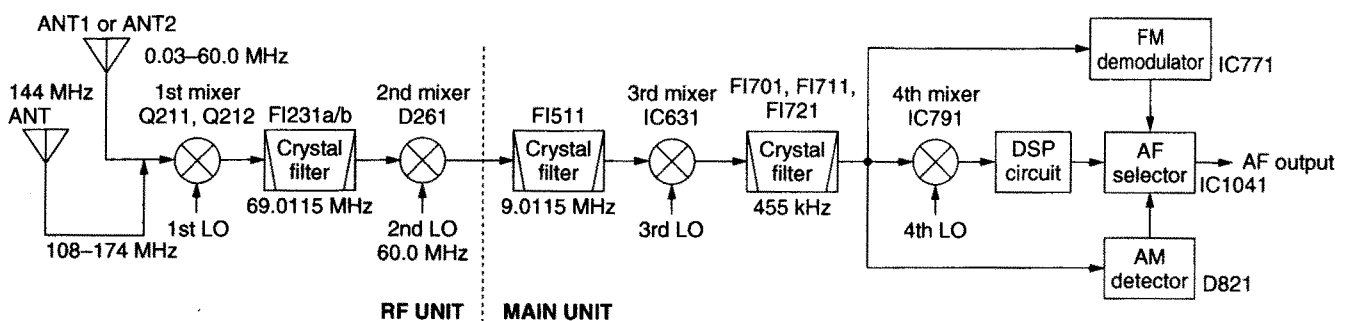 ANT1 or ANT2
0.03–60.0 MHz
144 MHz
ANT
108–174 MHz
1st mixer
Q211, Q212
1st LO
FI231a/b
Crystal
filter
69.0115 MHz
2nd mixer
D261
2nd LO
60.0 MHz
RF UNIT
MAIN UNIT
FI511
Crystal
filter
9.0115 MHz
3rd mixer
IC631
3rd LO
FI701, FI711,
FI721
Crystal
filter
455 kHz
4th mixer
IC791
4th LO
DSP
circuit
FM
demodulator
IC771
AF
selector
IC1041
AF output
AM
detector
D821